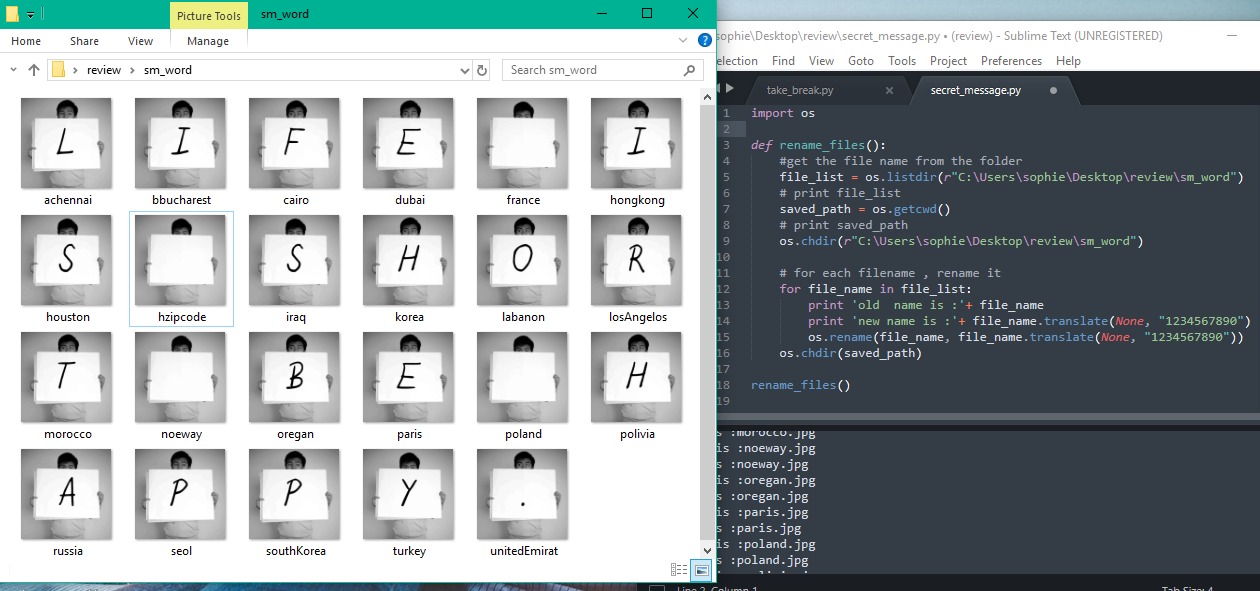 Picture Tools sm_word
Home Share View Manage
review sm_word Search sm_word
L I F E I
achennai bbucharest cairo dubai france hongkong
S S H O R
houston hzipcode iraq korea labanon losAngelos
T B E H
morocco noeway oregan paris poland polivia
A P P Y .
russia seol southKorea turkey unitedEmirat
sophie\Desktop\review\secret_message.py • (review) - Sublime Text (UNREGISTERED)
election Find View Goto Tools Project Preferences Help
take_break.py secret_message.py
1 import os
2
3 def rename_files():
4 #get the file name from the folder
5 file_list = os.listdir(r"C:\Users\sophie\Desktop\review\sm_word")
6 # print file_list
7 saved_path = os.getcwd()
8 # print saved_path
9 os.chdir(r"C:\Users\sophie\Desktop\review\sm_word")
10
11 # for each filename , rename it
12 for file_name in file_list:
13 print 'old  name is :'+ file_name
14 print 'new name is :'+ file_name.translate(None, "1234567890")
15 os.rename(file_name, file_name.translate(None, "1234567890"))
16 os.chdir(saved_path)
17
18 rename_files()
19
s :morocco.jpg
is :noeway.jpg
s :noeway.jpg
is :oregan.jpg
s :oregan.jpg
is :paris.jpg
s :paris.jpg
is :poland.jpg
s :poland.jpg
Line 2, Column 1 Tab Size: 4